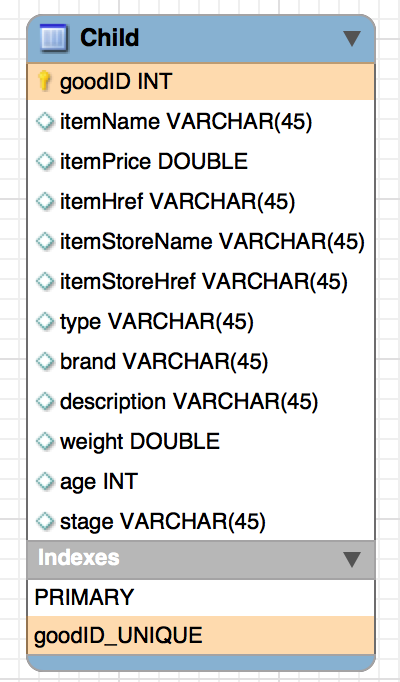 Child
goodID INT
itemName VARCHAR(45)
itemPrice DOUBLE
itemHref VARCHAR(45)
itemStoreName VARCHAR(45)
itemStoreHref VARCHAR(45)
type VARCHAR(45)
brand VARCHAR(45)
description VARCHAR(45)
weight DOUBLE
age INT
stage VARCHAR(45)
Indexes
PRIMARY
goodID_UNIQUE